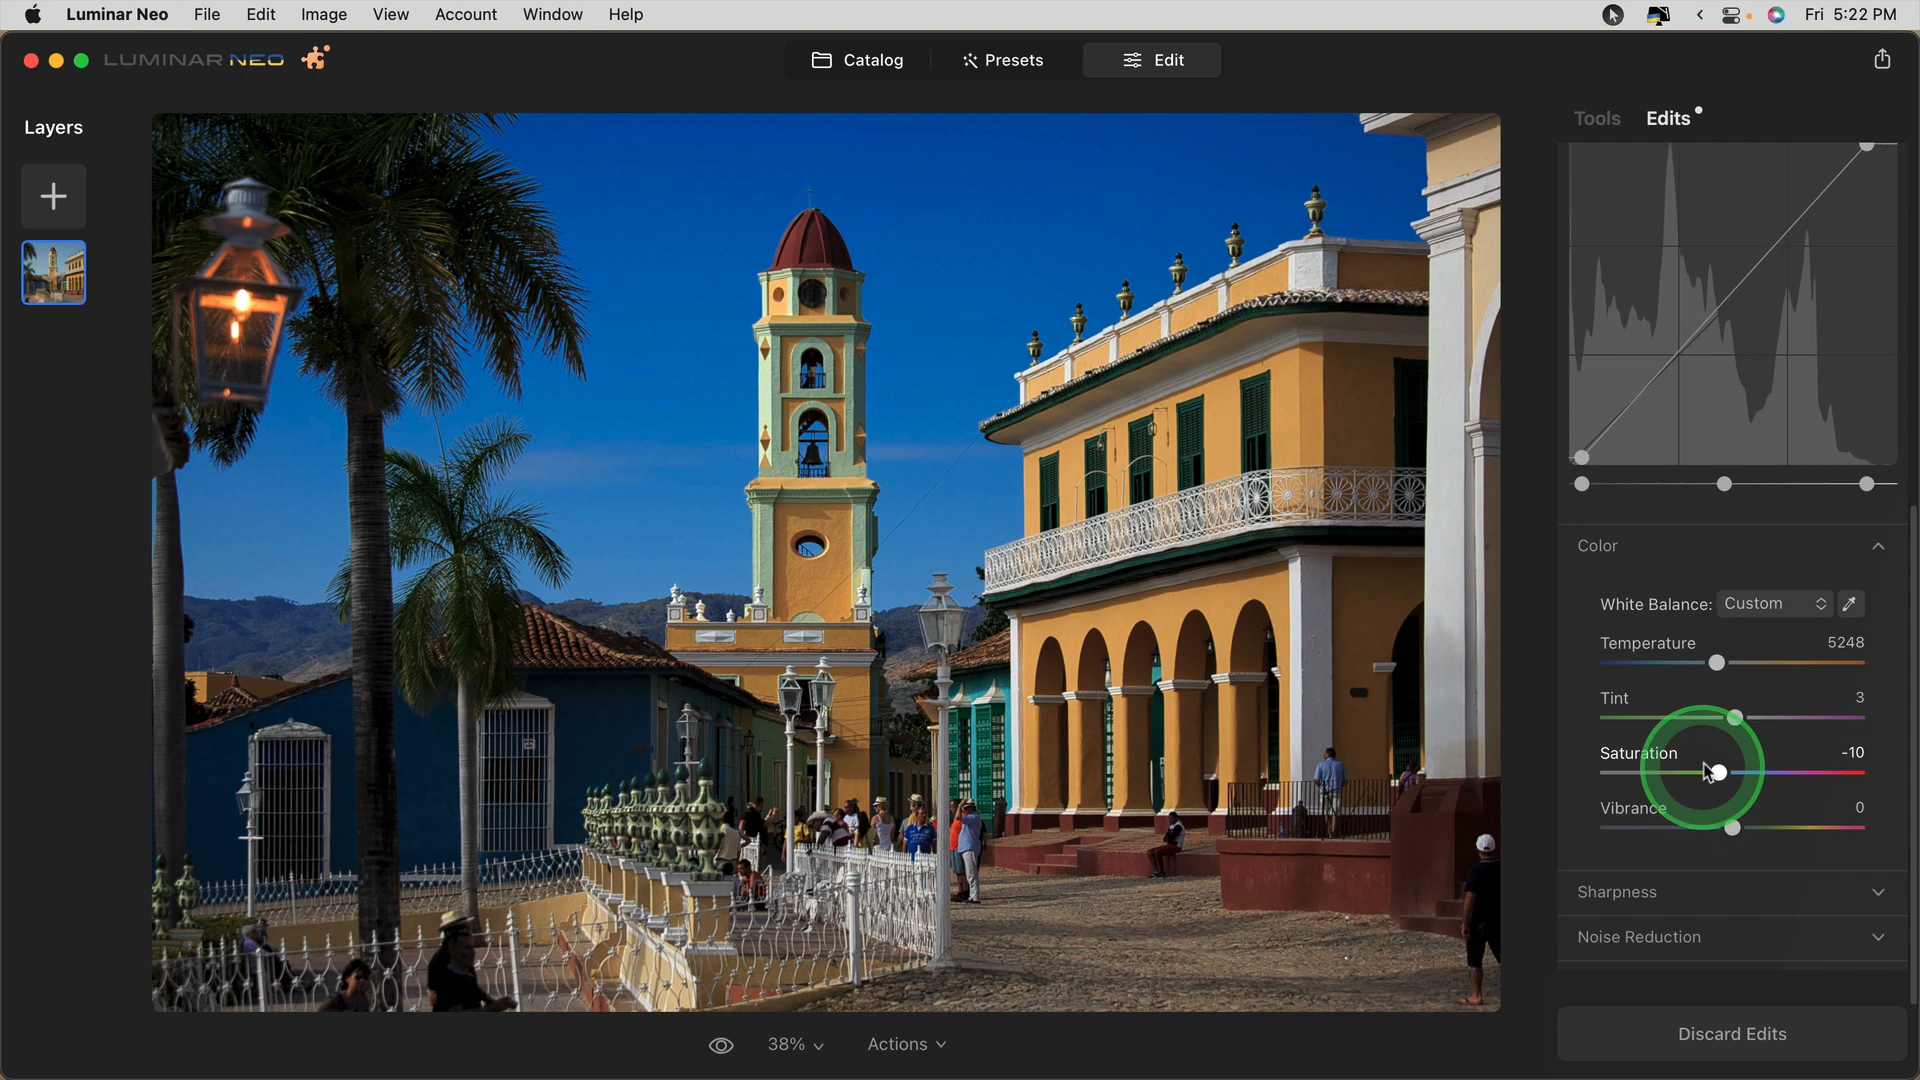 Luminar Neo File Edit Image View Account Window Help Fri 5:22 PM
LUMINAR NEO Catalog Presets Edit
Tools Edits
Layers
Color
White Balance: Custom
Temperature 5248
Tint 3
Saturation -10
Vibrance 0
Sharpness
Noise Reduction
Discard Edits
38% Actions